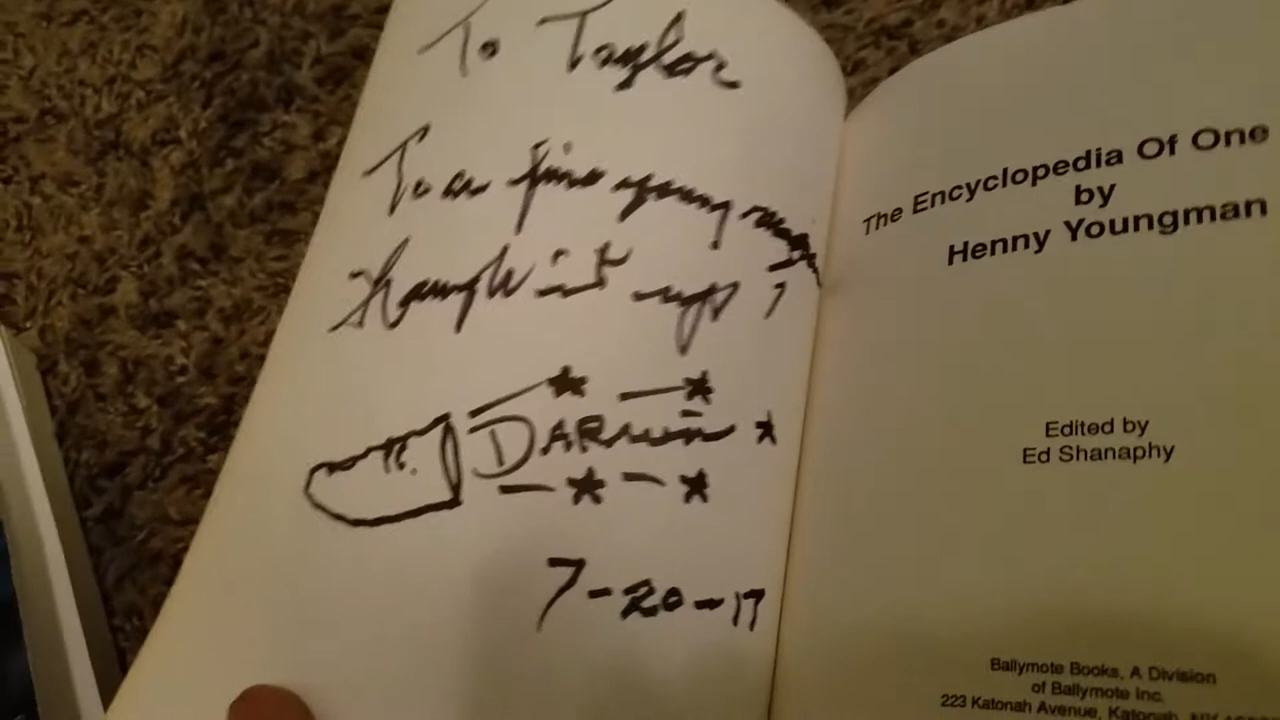 To Taylor
To a fine young man
it up!
DARwin
7-20-17
The Encyclopedia Of One
by
Henny Youngman
Edited by
Ed Shanaphy
Ballymote Books, A Division
of Ballymote Inc.
223 Katonah Avenue, Katonah,